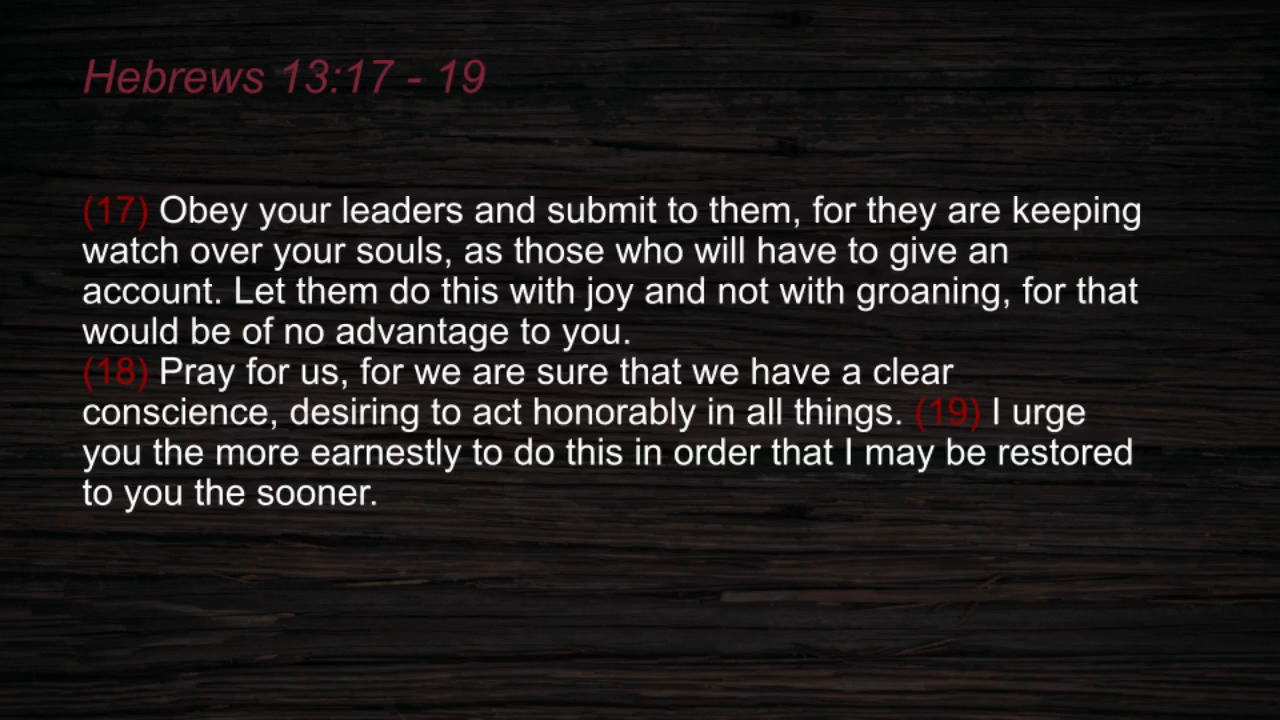 Hebrews 13:17 - 19
(17) Obey your leaders and submit to them, for they are keeping
watch over your souls, as those who will have to give an
account. Let them do this with joy and not with groaning, for that
would be of no advantage to you.
(18) Pray for us, for we are sure that we have a clear
conscience, desiring to act honorably in all things. (19) I urge
you the more earnestly to do this in order that I may be restored
to you the sooner.